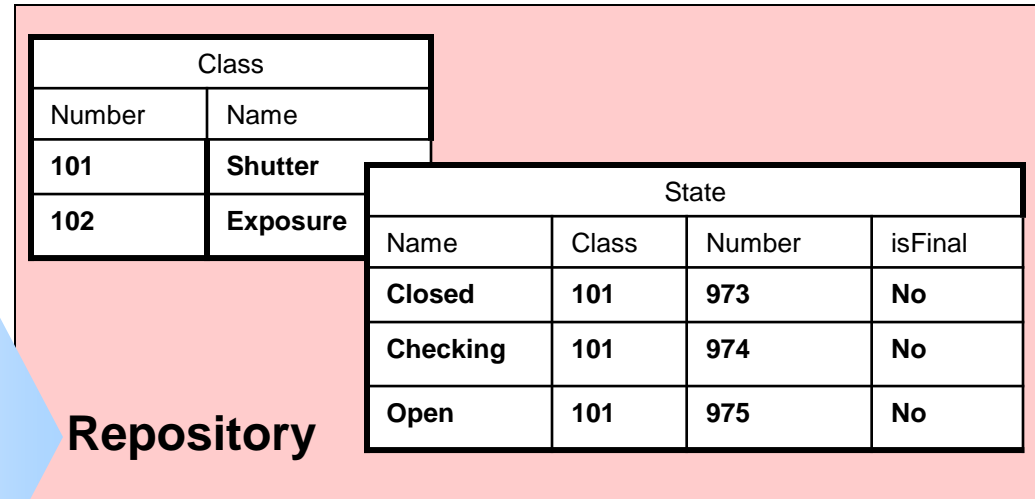 Class
Number Name
101 Shutter
102 Exposure
State
Name Class Number isFinal
Closed 101 973 No
Checking 101 974 No
Open 101 975 No
Repository